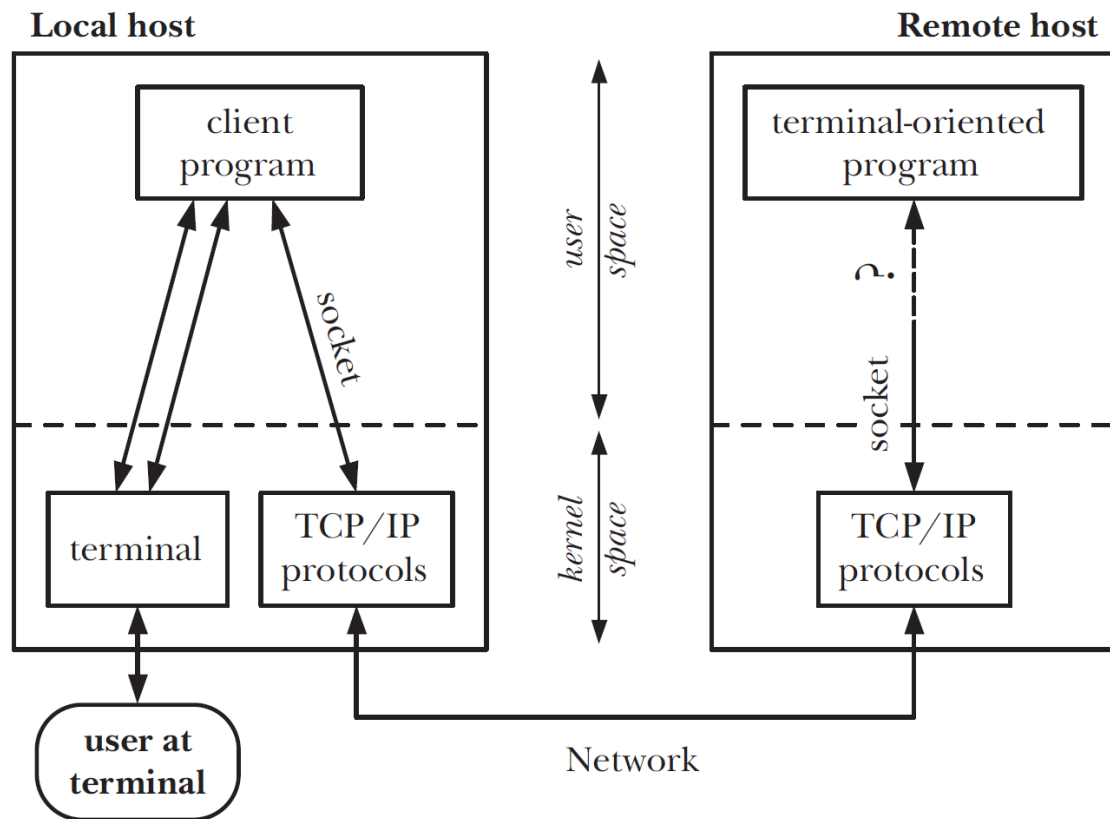 Local host
Remote host
client
program
terminal-oriented
program
user
space
?
socket
socket
kernel
space
terminal
TCP/IP
protocols
TCP/IP
protocols
user at
terminal
Network